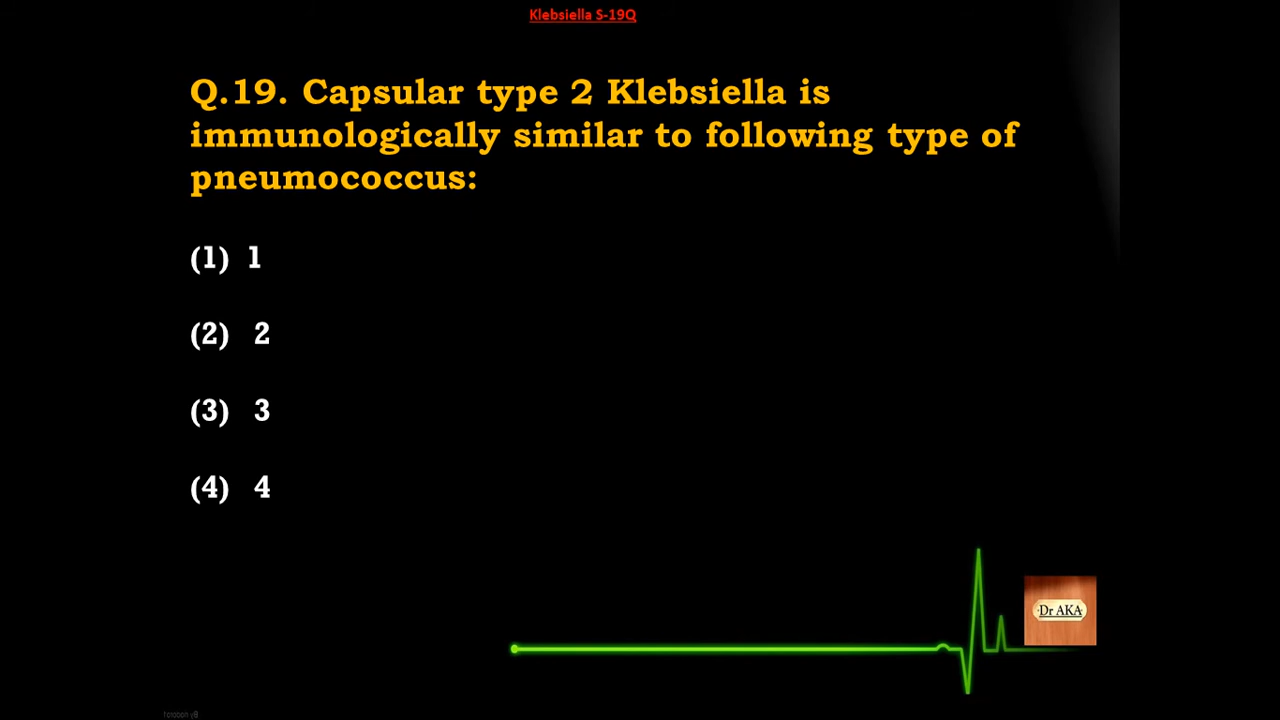 Klebsiella S-19Q
Q.19. Capsular type 2 Klebsiella is
immunologically similar to following type of
pneumococcus:
(1) 1
(2) 2
(3) 3
(4) 4
Dr AKA